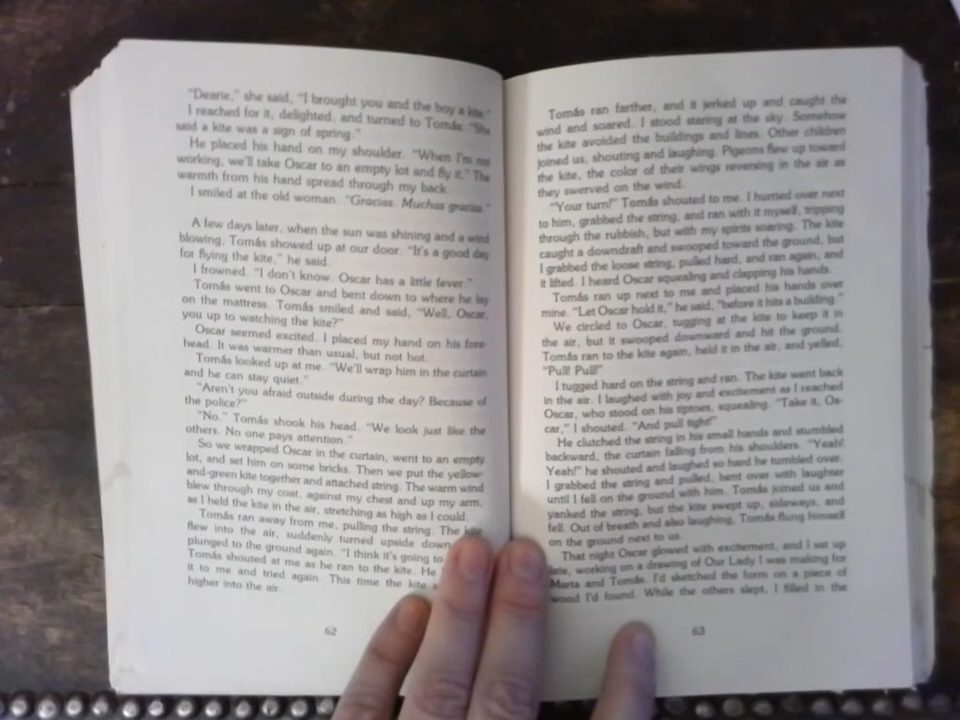 "Dearie," she said, "I brought you and the boy a kite."
I reached for it, delighted, and turned to Tomás. "She
said a kite was a sign of spring."
He placed his hand on my shoulder. "When I'm not
working, we'll take Oscar to an empty lot and fly it." The
warmth from his hand spread through my back.
I smiled at the old woman. "Gracias. Muchas gracias."
A few days later, when the sun was shining and a wind
blowing, Tomás showed up at our door. "It's a good day
for flying the kite," he said.
I frowned. "I don't know. Oscar has a little fever."
Tomás went to Oscar and bent down to where he lay
on the mattress. Tomás smiled and said, "Well, Oscar,
you up to watching the kite?"
Oscar seemed excited. I placed my hand on his fore-
head. It was warmer than usual, but not hot.
Tomás looked up at me. "We'll wrap him in the curtain
and he can stay quiet."
"Aren't you afraid outside during the day? Because of
the police?"
"No." Tomás shook his head. "We look just like the
others. No one pays attention."
So we wrapped Oscar in the curtain, went to an empty
lot, and set him on some bricks. Then we put the yellow-
and-green kite together and attached string. The warm wind
blew through my coat, against my chest and up my arm,
as I held the kite in the air, stretching as high as I could.
Tomás ran away from me, pulling the string. The kite
flew into the air, suddenly turned upside down
plunged to the ground again. "I think it's going to
Tomás shouted at me as he ran to the kite. He
it to me and tried again. This time the kite
higher into the air.
62
Tomás ran farther, and it jerked up and caught the
wind and soared. I stood staring at the sky. Somehow
the kite avoided the buildings and lines. Other children
joined us, shouting and laughing. Pigeons flew up toward
the kite, the color of their wings reversing in the air as
they swerved on the wind.
"Your turn!" Tomás shouted to me. I hurried over next
to him, grabbed the string, and ran with it myself, tripping
through the rubbish, but with my spirits soaring. The kite
caught a downdraft and swooped toward the ground, but
I grabbed the loose string, pulled hard, and ran again, and
it lifted. I heard Oscar squealing and clapping his hands.
Tomás ran up next to me and placed his hands over
mine. "Let Oscar hold it," he said, "before it hits a building."
We circled to Oscar, tugging at the kite to keep it in
the air, but it swooped downward and hit the ground.
Tomás ran to the kite again, held it in the air, and yelled,
"Pull! Pull!"
I tugged hard on the string and ran. The kite went back
in the air. I laughed with joy and excitement as I reached
Oscar, who stood on his tiptoes, squealing. "Take it, Os-
car," I shouted. "And pull tight!"
He clutched the string in his small hands and stumbled
backward, the curtain falling from his shoulders. "Yeah!
Yeah!" he shouted and laughed so hard he tumbled over.
I grabbed the string and pulled, bent over with laughter
until I fell on the ground with him. Tomás joined us and
yanked the string, but the kite swept up, sideways, and
fell. Out of breath and also laughing, Tomás flung himself
on the ground next to us.
That night Oscar glowed with excitement, and I sat up
late, working on a drawing of Our Lady I was making for
Marta and Tomás. I'd sketched the form on a piece of
wood I'd found. While the others slept, I filled in the
63